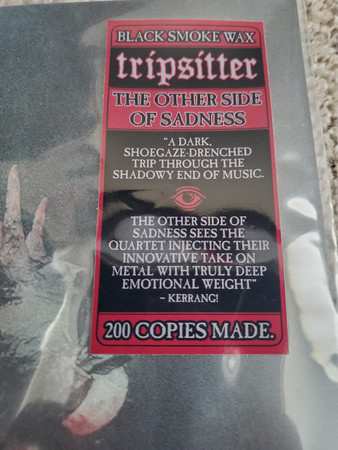 BLACK SMOKE WAX
tripsitter
THE OTHER SIDE
OF SADNESS
"A DARK,
SHOEGAZE-DRENCHED
TRIP THROUGH THE
SHADOWY END OF MUSIC.
THE OTHER SIDE OF
SADNESS SEES THE
QUARTET INJECTING THEIR
INNOVATIVE TAKE ON
METAL WITH TRULY DEEP
EMOTIONAL WEIGHT"
– KERRANG!
200 COPIES MADE.